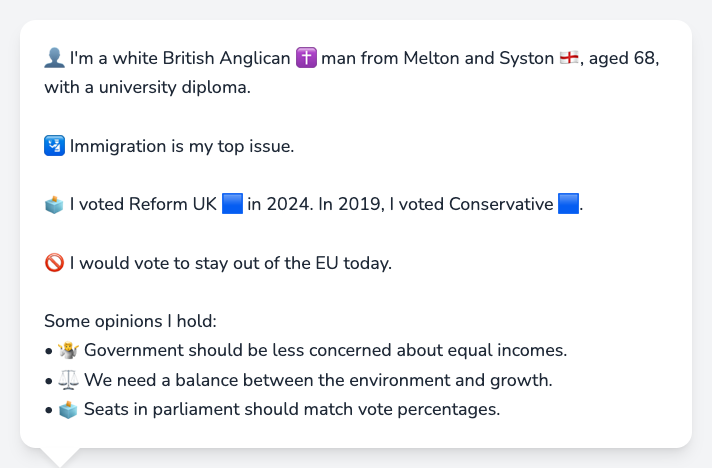 👤 I'm a white British Anglican ✝️ man from Melton and Syston 🏴󠁧󠁢󠁥󠁮󠁧󠁿, aged 68,
with a university diploma.
🛂 Immigration is my top issue.
🗳️ I voted Reform UK 🟦 in 2024. In 2019, I voted Conservative 🟦.
🚫 I would vote to stay out of the EU today.
Some opinions I hold:
• 🤷 Government should be less concerned about equal incomes.
• ⚖️ We need a balance between the environment and growth.
• 🗳️ Seats in parliament should match vote percentages.